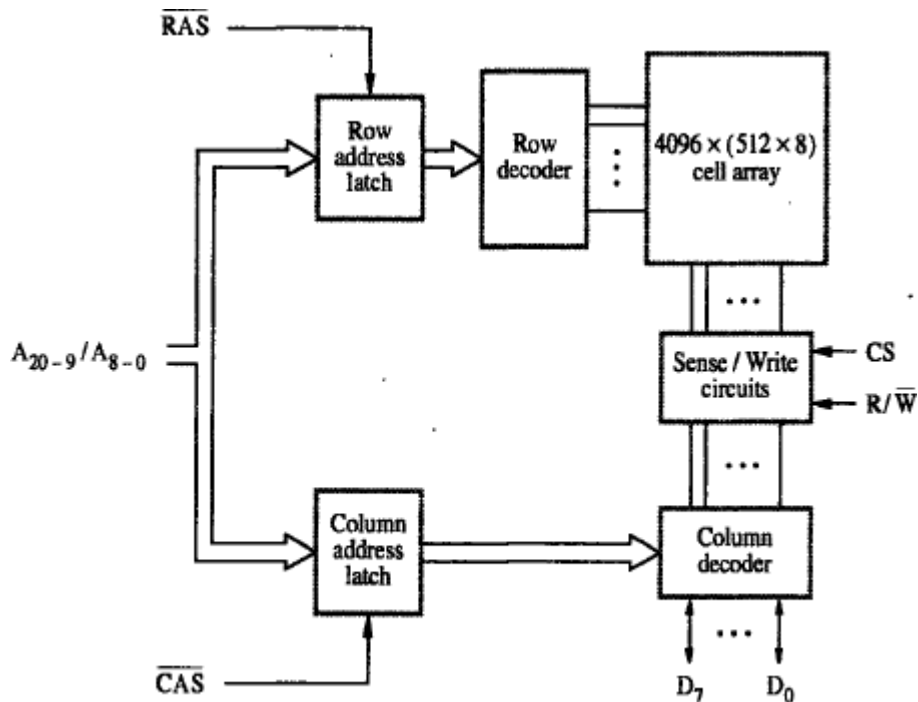 RAS
Row
address
latch
Row
decoder
4096 × (512 × 8)
cell array
A20-9 / A8-0
Sense / Write
circuits
CS
R/W̅
Column
address
latch
Column
decoder
CAS
D7
D0